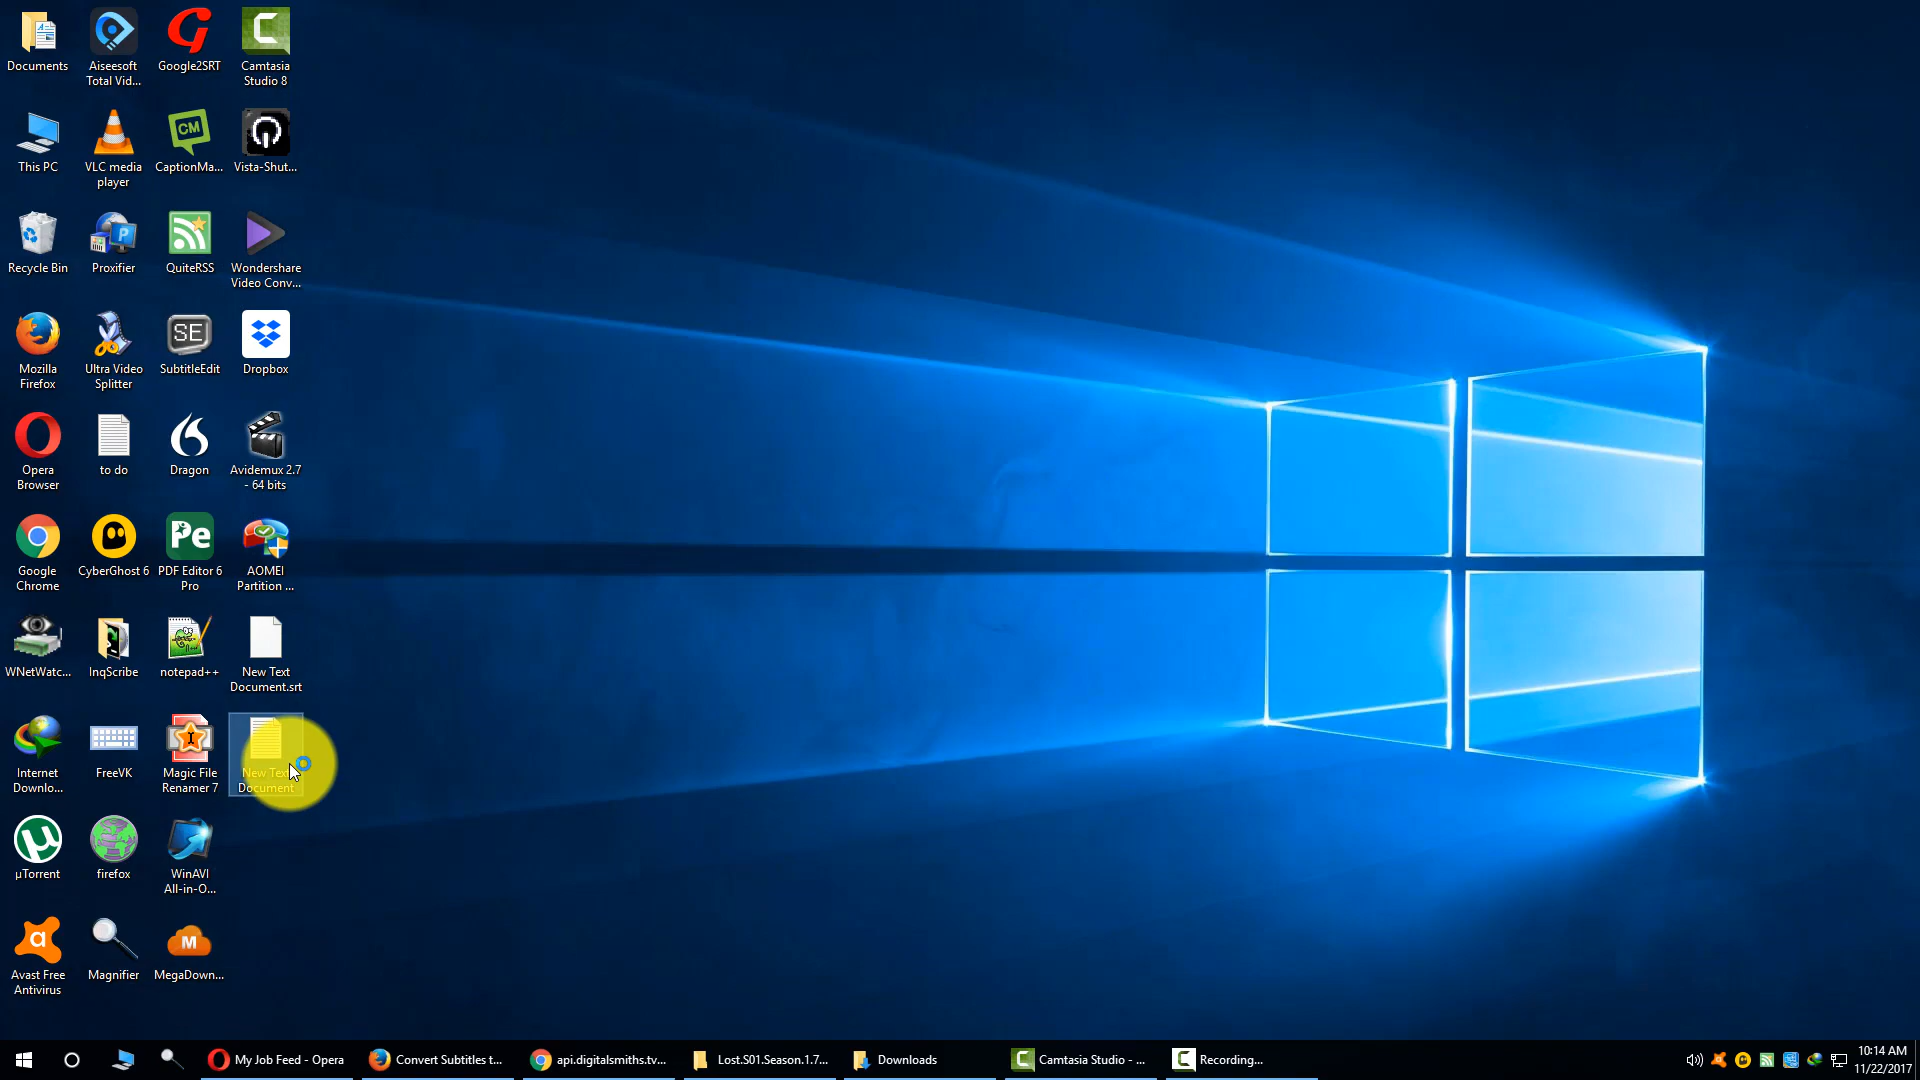 Documents
Aiseesoft
Total Vid...
Google2SRT
Camtasia
Studio 8
This PC
VLC media
player
CM
CaptionMa...
Vista-Shut...
Recycle Bin
P
Proxifier
QuiteRSS
Wondershare
Video Conv...
Mozilla
Firefox
Ultra Video
Splitter
SE
SubtitleEdit
Dropbox
Opera
Browser
to do
Dragon
Avidemux 2.7
- 64 bits
Google
Chrome
CyberGhost 6
Pe
PDF Editor 6
Pro
AOMEI
Partition ...
WNetWatc...
InqScribe
notepad++
New Text
Document.srt
Internet
Downlo...
FreeVK
Magic File
Renamer 7
New Text
Document
µTorrent
firefox
WinAVI
All-in-O...
Avast Free
Antivirus
Magnifier
M
MegaDown...
My Job Feed - Opera
Convert Subtitles t...
api.digitalsmiths.tv...
Lost.S01.Season.1.7...
Downloads
Camtasia Studio - ...
Recording...
10:14 AM
11/22/2017